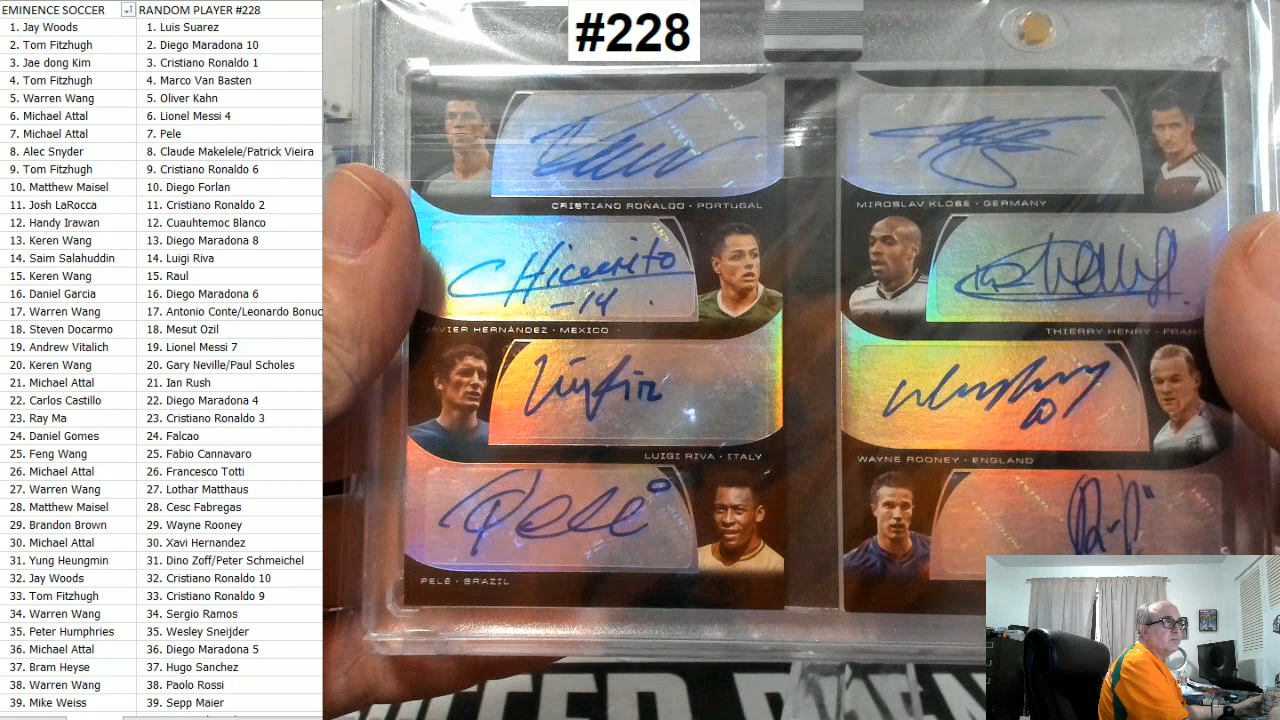 EMINENCE SOCCER RANDOM PLAYER #228
1. Jay Woods 1. Luis Suarez
2. Tom Fitzhugh 2. Diego Maradona 10
3. Jae dong Kim 3. Cristiano Ronaldo 1
4. Tom Fitzhugh 4. Marco Van Basten
5. Warren Wang 5. Oliver Kahn
6. Michael Attal 6. Lionel Messi 4
7. Michael Attal 7. Pele
8. Alec Snyder 8. Claude Makelele/Patrick Vieira
9. Tom Fitzhugh 9. Cristiano Ronaldo 6
10. Matthew Maisel 10. Diego Forlan
11. Josh LaRocca 11. Cristiano Ronaldo 2
12. Handy Irawan 12. Cuauhtemoc Blanco
13. Keren Wang 13. Diego Maradona 8
14. Faris Salahuddin 14. Luigi Riva
15. Keren Wang 15. Raul
16. Daniel Garcia 16. Diego Maradona 6
17. Warren Wang 17. Antonio Conte/Leonardo Bonuc
18. Steven Docarmo 18. Mesut Ozil
19. Andrew Vitalich 19. Lionel Messi 7
20. Keren Wang 20. Gary Neville/Paul Scholes
21. Michael Attal 21. Ian Rush
22. Carlos Castillo 22. Diego Maradona 4
23. Ray Ma 23. Cristiano Ronaldo 3
24. Daniel Gomes 24. Falcao
25. Feng Wang 25. Fabio Cannavaro
26. Michael Attal 26. Francesco Totti
27. Warren Wang 27. Lothar Matthaus
28. Matthew Maisel 28. Cesc Fabregas
29. Brandon Brown 29. Wayne Rooney
30. Michael Attal 30. Xavi Hernandez
31. Yung Heungmin 31. Dino Zoff/Peter Schmeichel
32. Jay Woods 32. Cristiano Ronaldo 10
33. Tom Fitzhugh 33. Cristiano Ronaldo 9
34. Warren Wang 34. Sergio Ramos
35. Peter Humphries 35. Wesley Sneijder
36. Michael Attal 36. Diego Maradona 5
37. Bram Heyse 37. Hugo Sanchez
38. Warren Wang 38. Paolo Rossi
39. Mike Weiss 39. Sepp Maier
#228
CRISTIANO RONALDO · PORTUGAL
MIROSLAV KLOSE · GERMANY
CHicharito
-14
JAVIER HERNÁNDEZ · MEXICO
THIERRY HENRY · FRAN
LUIGI RIVA · ITALY
WAYNE ROONEY · ENGLAND
Pele
PELÉ · BRAZIL